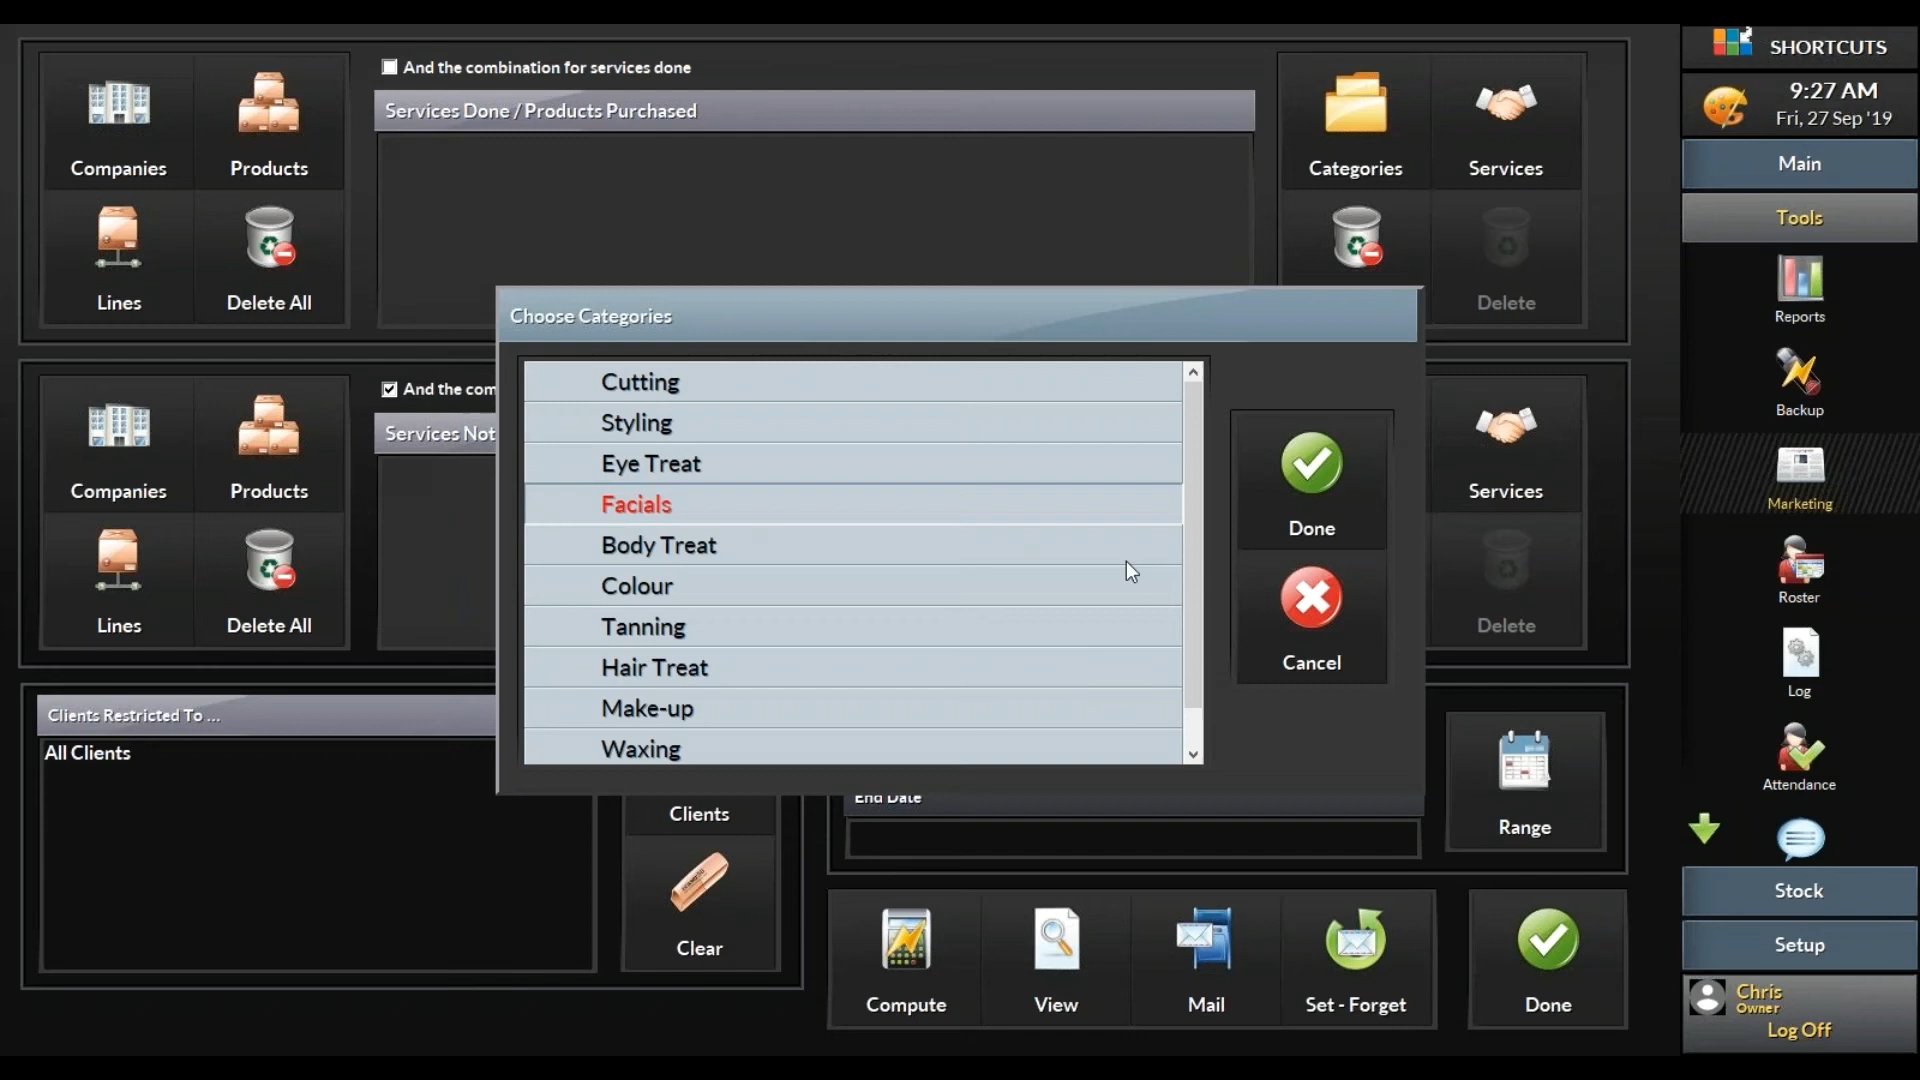 And the combination for services done
Services Done / Products Purchased
Companies
Products
Lines
Delete All
Categories
Services
Delete
And the com
Services Not
Companies
Products
Lines
Delete All
Services
Delete
Choose Categories
Cutting
Styling
Eye Treat
Facials
Body Treat
Colour
Tanning
Hair Treat
Make-up
Waxing
Done
Cancel
Clients Restricted To ...
All Clients
Clients
Clear
End Date
Range
Compute
View
Mail
Set - Forget
Done
SHORTCUTS
9:27 AM
Fri, 27 Sep '19
Main
Tools
Reports
Backup
Marketing
Roster
Log
Attendance
Stock
Setup
Chris
Owner
Log Off